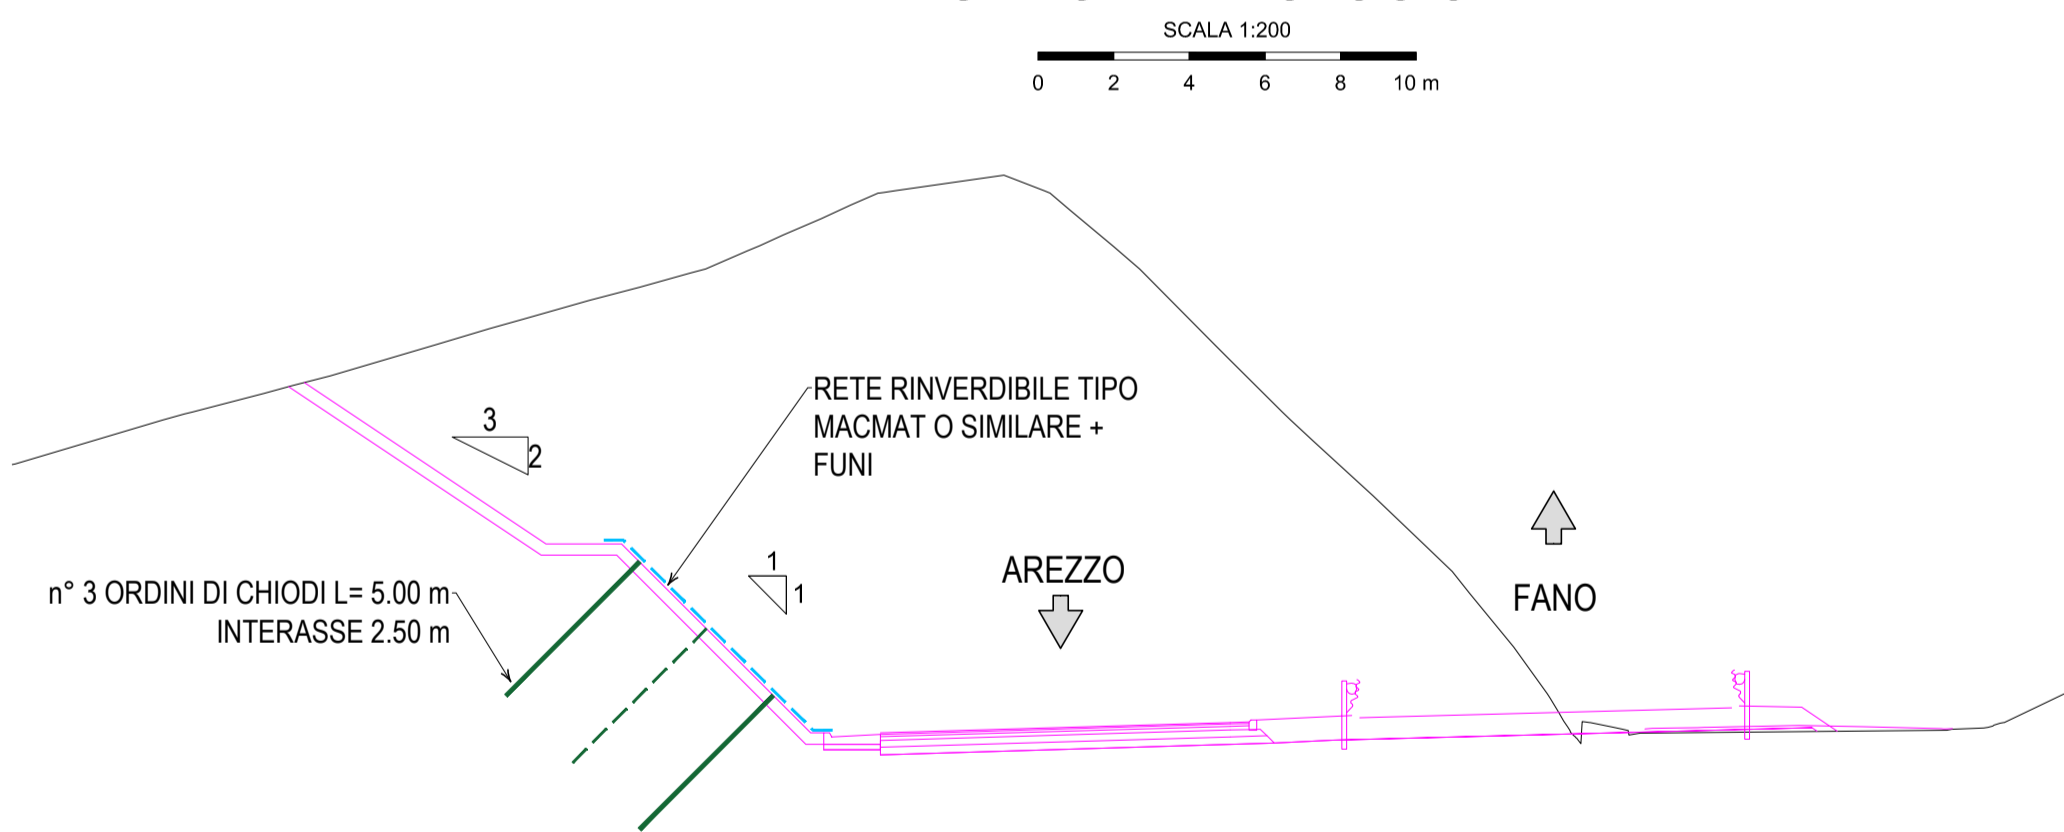 SCALA 1:200
0 2 4 6 8 10 m
3
2
RETE RINVERDIBILE TIPO
MACMAT O SIMILARE +
FUNI
1
1
AREZZO
FANO
n° 3 ORDINI DI CHIODI L= 5.00 m
INTERASSE 2.50 m